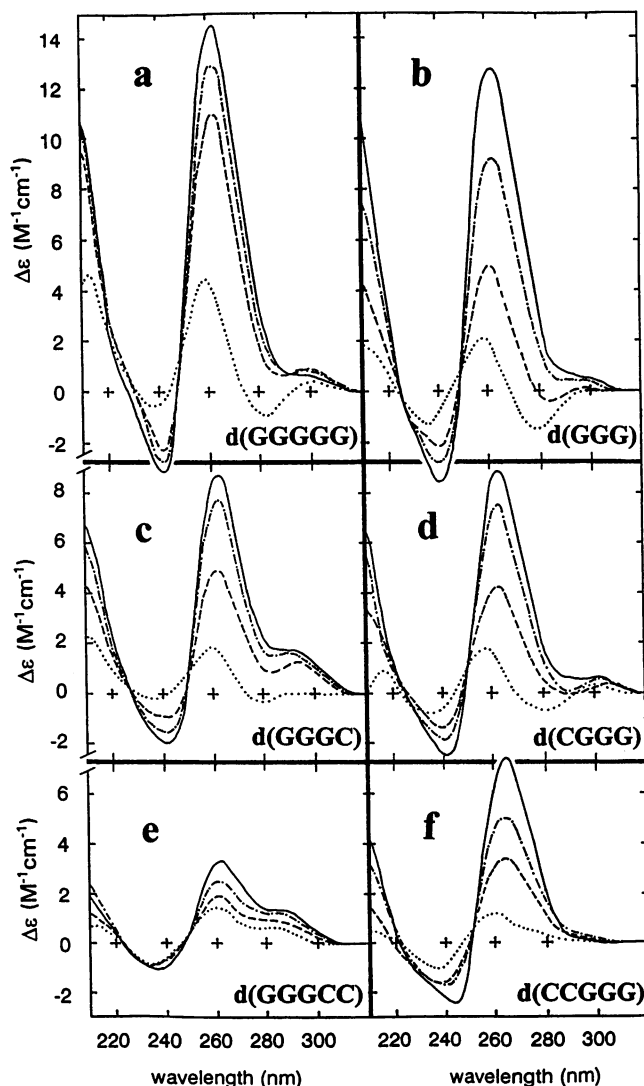 14
12
10
8
6
4
2
0
-2
Δε (M⁻¹cm⁻¹)
a
d(GGGGG)
b
d(GGG)
8
6
4
2
0
-2
Δε (M⁻¹cm⁻¹)
c
d(GGGC)
d
d(CGGG)
6
4
2
0
-2
Δε (M⁻¹cm⁻¹)
e
d(GGGCC)
f
d(CCGGG)
220 240 260 280 300
220 240 260 280 300
wavelength (nm)
wavelength (nm)